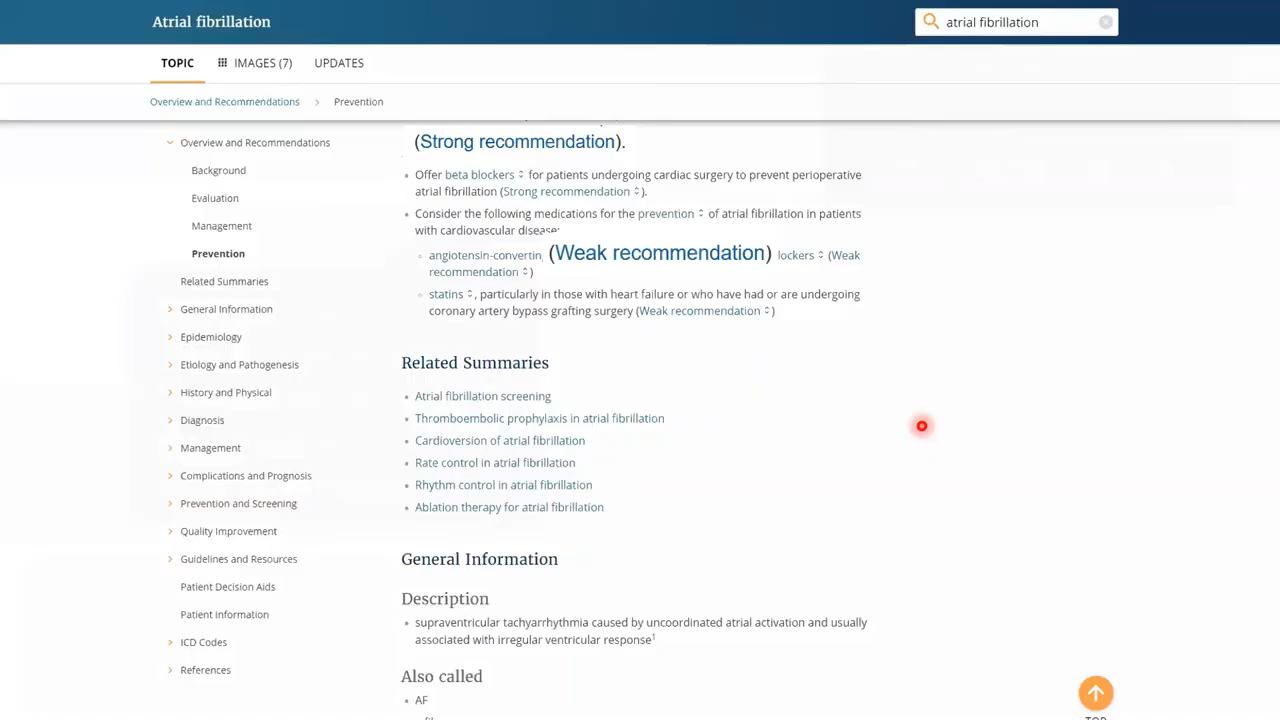 Atrial fibrillation
atrial fibrillation
TOPIC
IMAGES (7)
UPDATES
Overview and Recommendations
Prevention
Overview and Recommendations
Background
Evaluation
Management
Prevention
Related Summaries
General Information
Epidemiology
Etiology and Pathogenesis
History and Physical
Diagnosis
Management
Complications and Prognosis
Prevention and Screening
Quality Improvement
Guidelines and Resources
Patient Decision Aids
Patient Information
ICD Codes
References
(Strong recommendation).
Offer beta blockers for patients undergoing cardiac surgery to prevent perioperative
atrial fibrillation (Strong recommendation).
Consider the following medications for the prevention of atrial fibrillation in patients
with cardiovascular disease:
(Weak recommendation)
angiotensin-convertin lockers (Weak
recommendation)
statins, particularly in those with heart failure or who have had or are undergoing
coronary artery bypass grafting surgery (Weak recommendation)
Related Summaries
Atrial fibrillation screening
Thromboembolic prophylaxis in atrial fibrillation
Cardioversion of atrial fibrillation
Rate control in atrial fibrillation
Rhythm control in atrial fibrillation
Ablation therapy for atrial fibrillation
General Information
Description
supraventricular tachyarrhythmia caused by uncoordinated atrial activation and usually
associated with irregular ventricular response1
Also called
AF
TOP